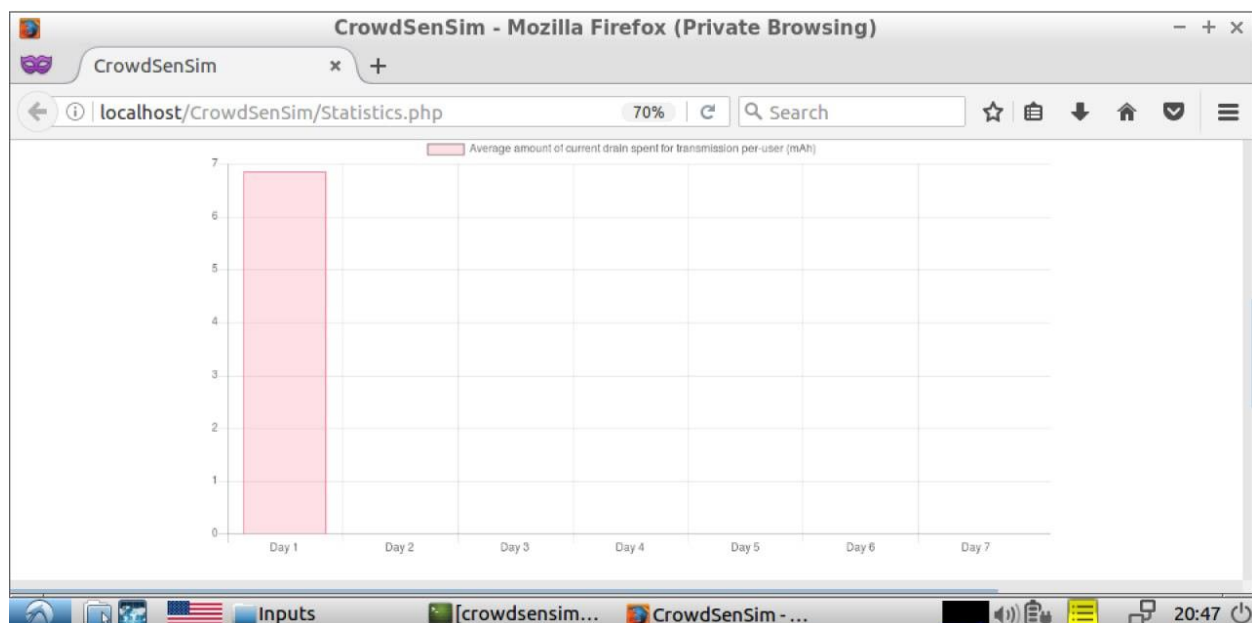 CrowdSenSim - Mozilla Firefox (Private Browsing)
CrowdSenSim
localhost/CrowdSenSim/Statistics.php 70% Search
Average amount of current drain spent for transmission per-user (mAh)
7
6
5
4
3
2
1
0
Day 1 Day 2 Day 3 Day 4 Day 5 Day 6 Day 7
Inputs [crowdsensim... CrowdSenSim - ... 20:47